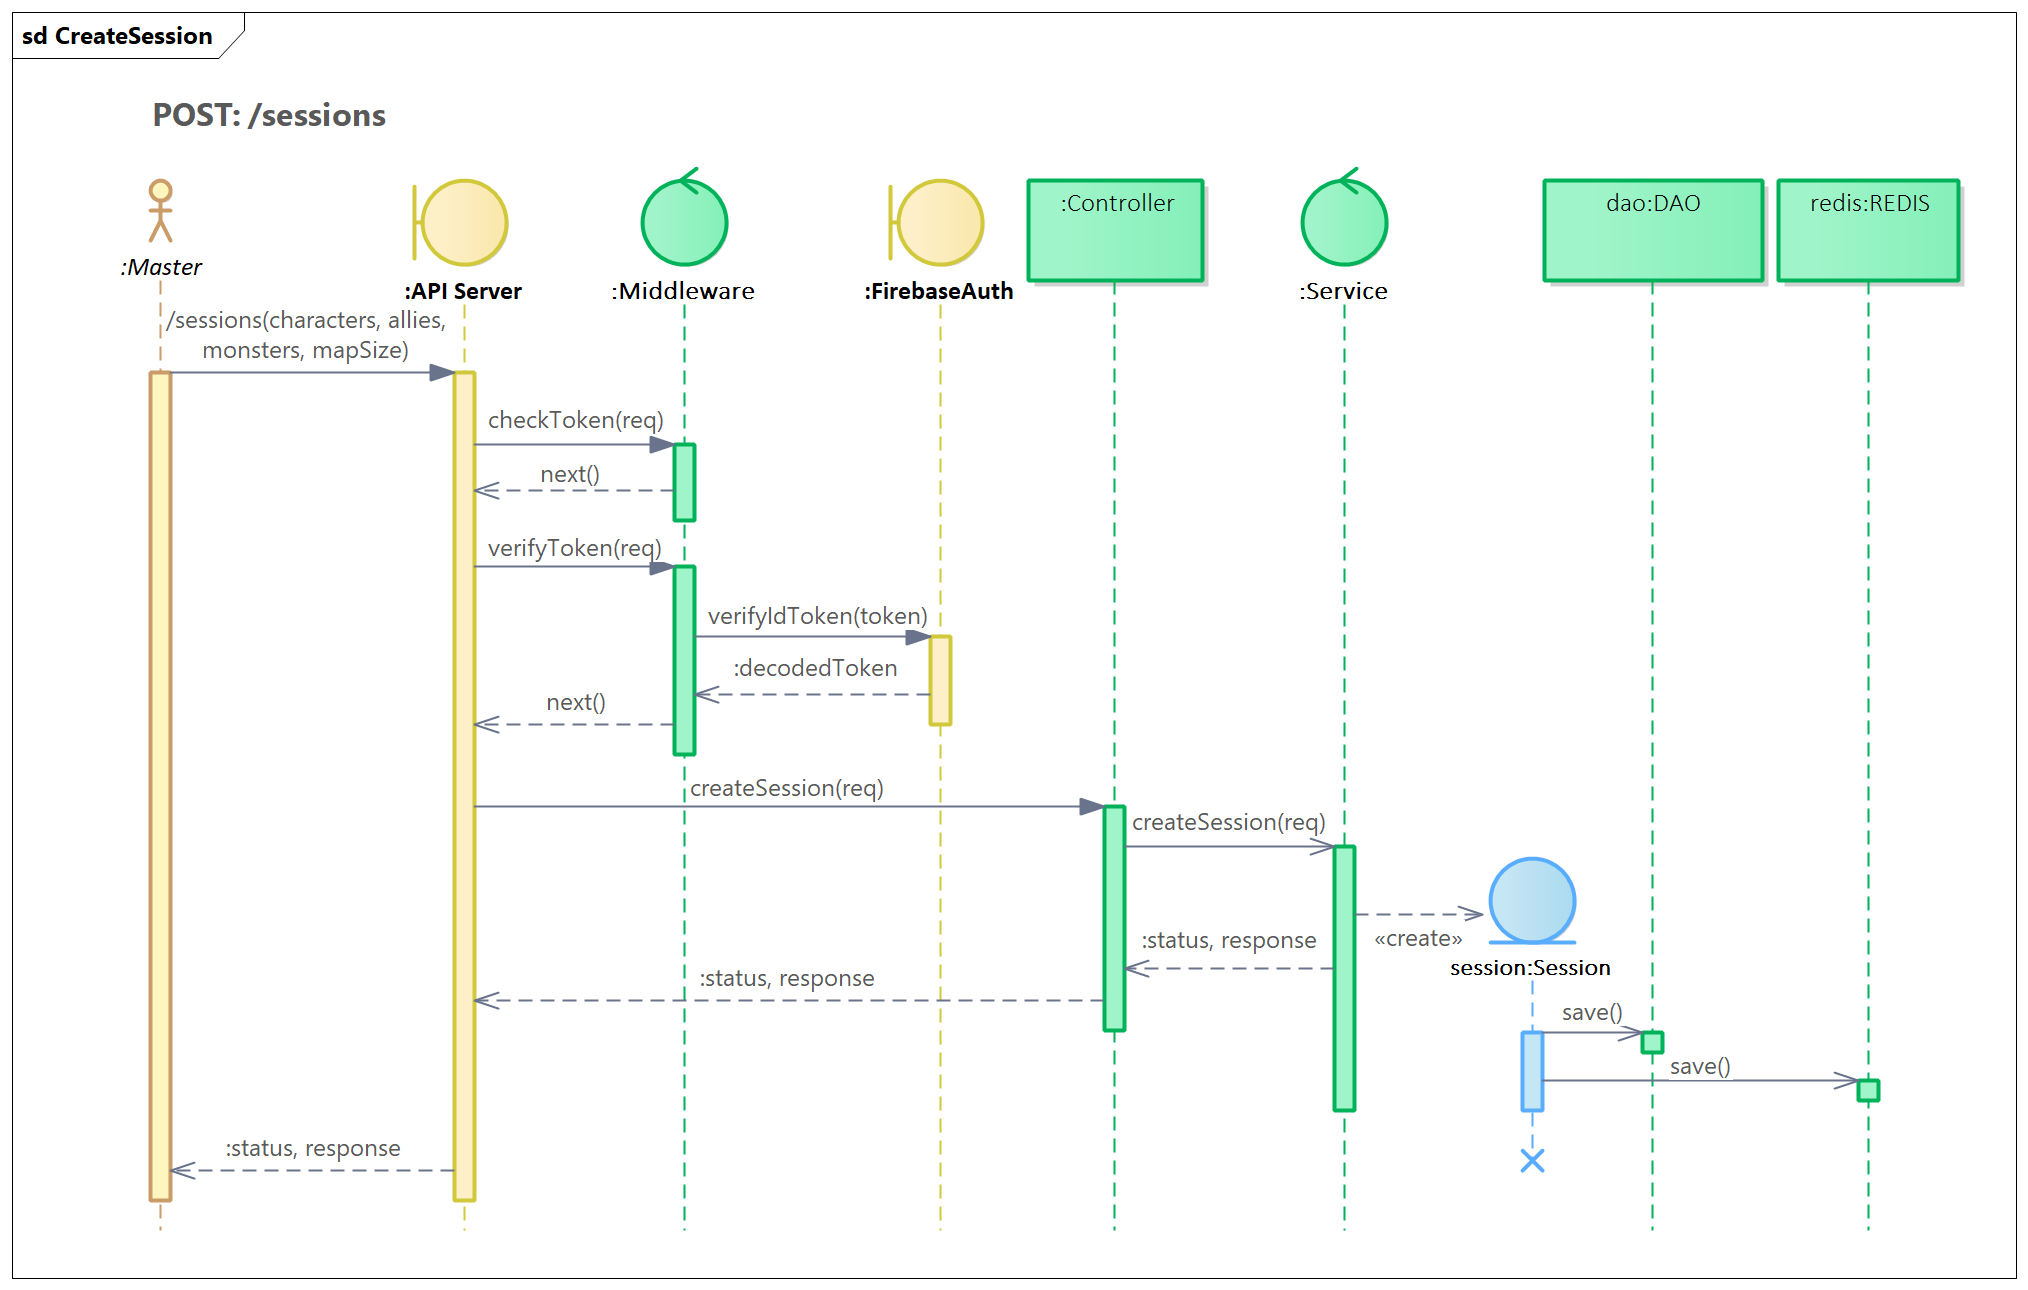 sd CreateSession
POST: /sessions
:Master
:API Server
:Middleware
:FirebaseAuth
:Controller
:Service
dao:DAO
redis:REDIS
/sessions(characters, allies,
monsters, mapSize)
checkToken(req)
next()
verifyToken(req)
verifyIdToken(token)
:decodedToken
next()
createSession(req)
createSession(req)
«create»
session:Session
:status, response
:status, response
save()
save()
:status, response